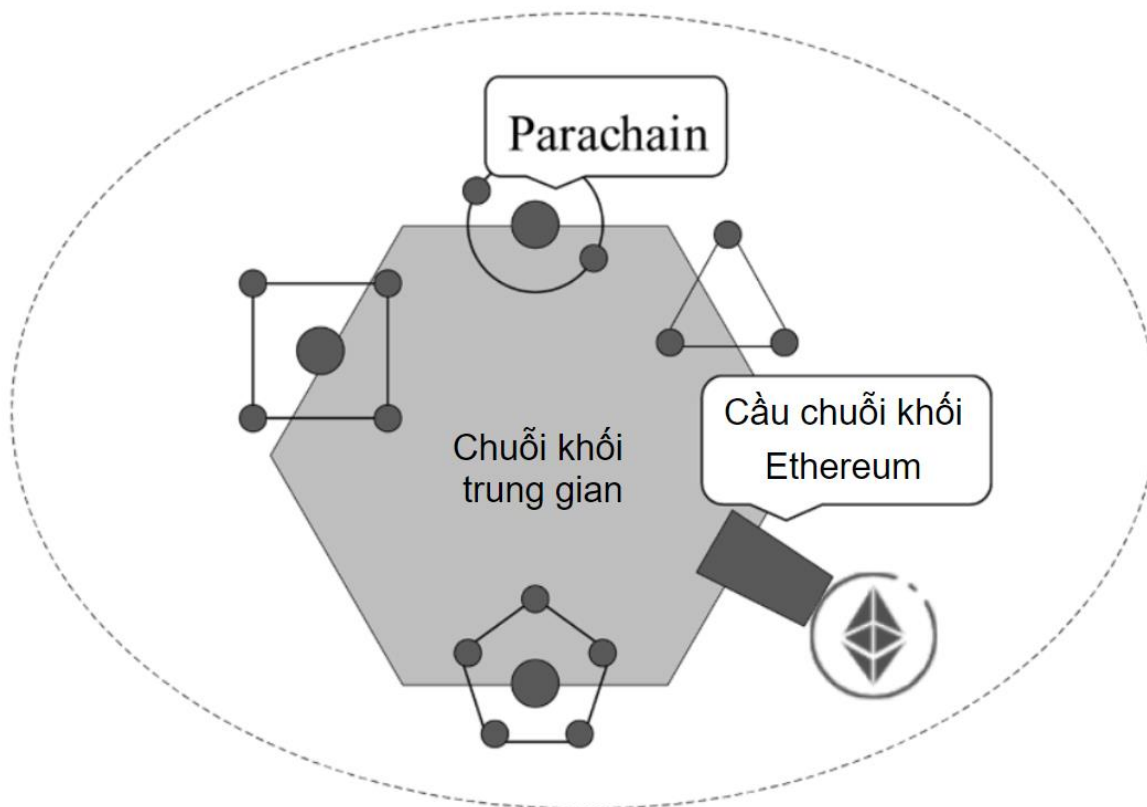 Parachain
Cầu chuỗi khối
Ethereum
Chuỗi khối
trung gian